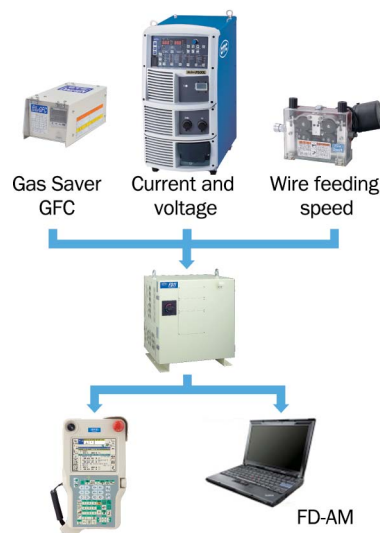 Gas Saver
GFC
Current and
voltage
Wire feeding
speed
FD-AM